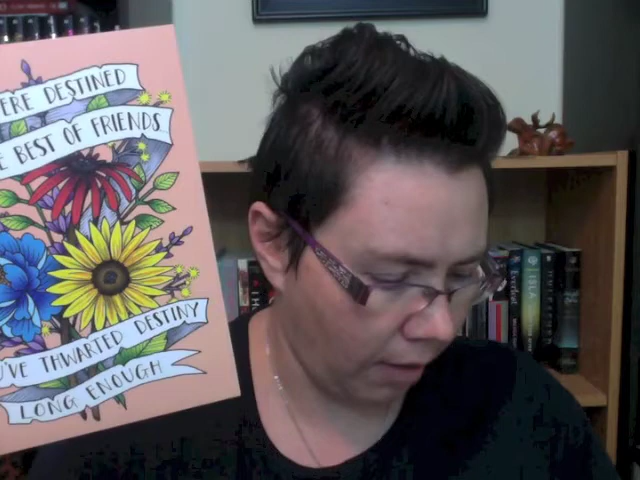 ERE DESTINED
E BEST OF FRIENDS
U'VE THWARTED DESTINY
LONG ENOUGH